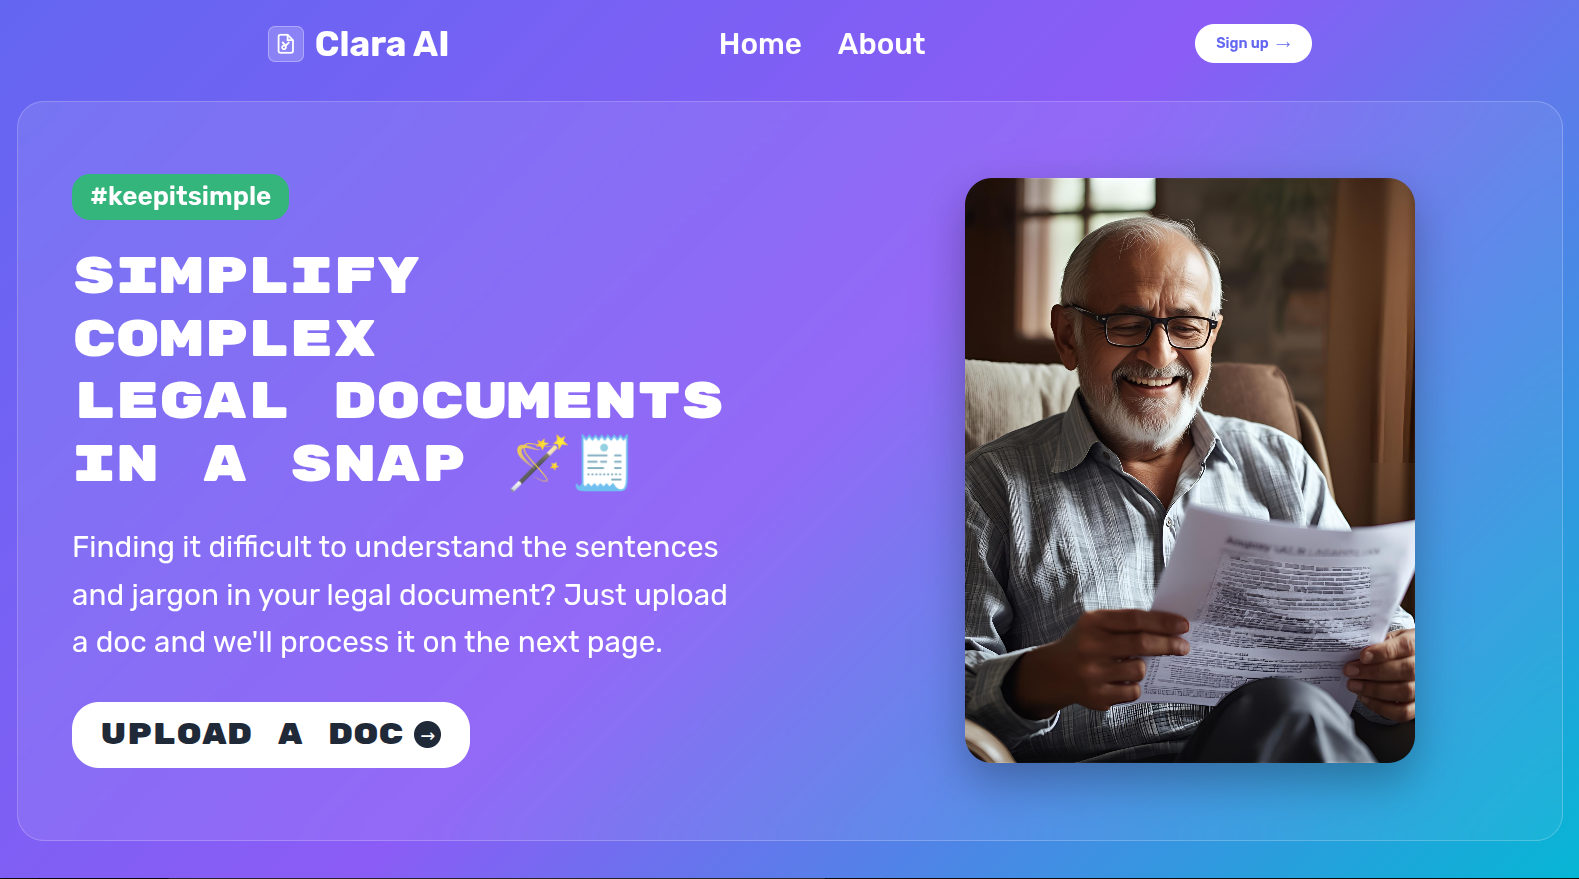 Clara AI
Home
About
Sign up →
#keepitsimple
SIMPLIFY
COMPLEX
LEGAL DOCUMENTS
IN A SNAP 🪄🧾
Finding it difficult to understand the sentences
and jargon in your legal document? Just upload
a doc and we'll process it on the next page.
UPLOAD A DOC →